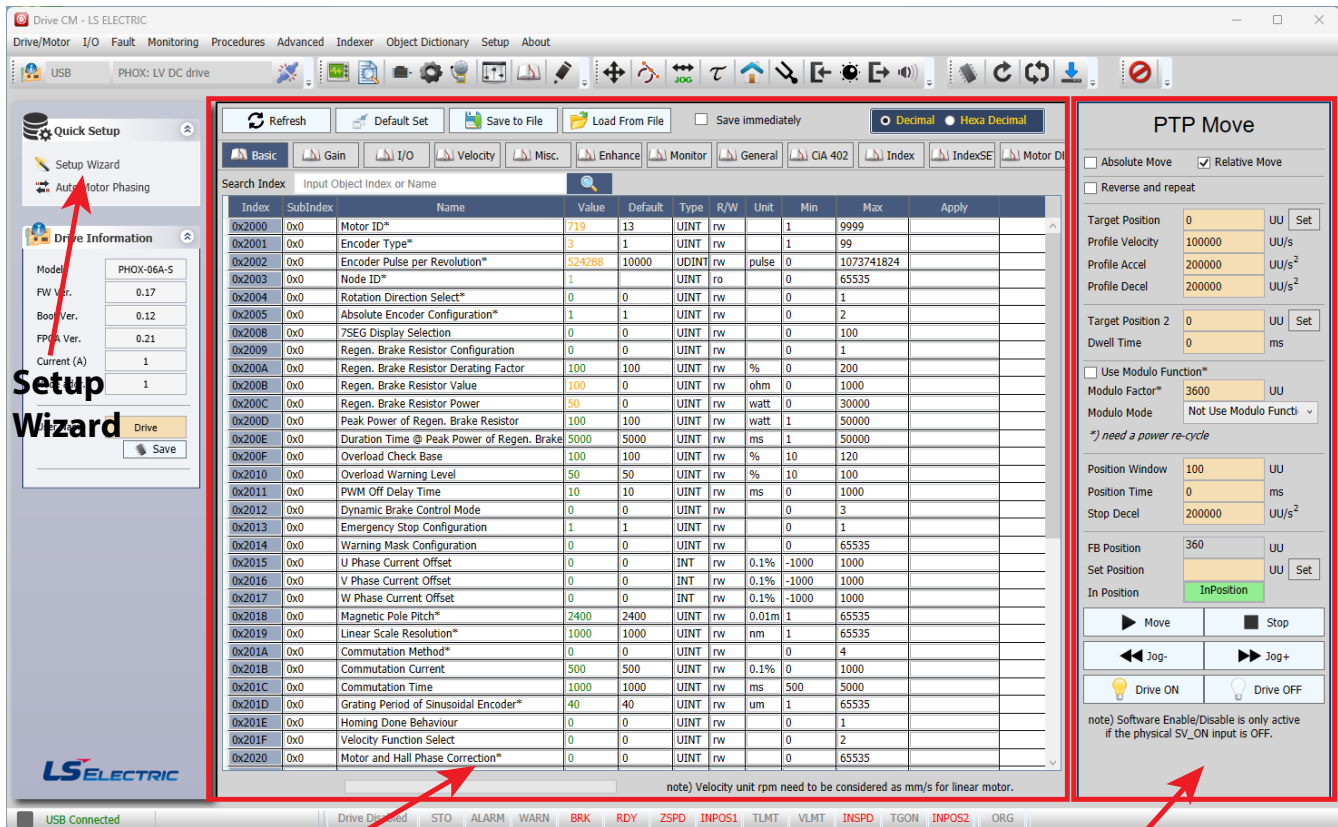 Drive CM - LS ELECTRIC
Drive/Motor I/O Fault Monitoring Procedures Advanced Indexer Object Dictionary Setup About
USB PHOX: LV DC drive JOG
Quick Setup
Setup Wizard
Auto Motor Phasing
Drive Information
Model PHOX-06A-S
FW Ver. 0.17
Boot Ver. 0.12
FPGA Ver. 0.21
Current (A) 1
1
Setup
Wizard
Drive
Save
LS ELECTRIC
Refresh Default Set Save to File Load From File Save immediately Decimal Hexa Decimal
Basic Gain I/O Velocity Misc. Enhance Monitor General CiA 402 Index IndexSE Motor DI
Search Index Input Object Index or Name
Index SubIndex Name Value Default Type R/W Unit Min Max Apply
0x2000 0x0 Motor ID* 719 13 UINT rw 1 9999
0x2001 0x0 Encoder Type* 3 1 UINT rw 1 99
0x2002 0x0 Encoder Pulse per Revolution* 524288 10000 UDINT rw pulse 0 1073741824
0x2003 0x0 Node ID* 1 UINT ro 0 65535
0x2004 0x0 Rotation Direction Select* 0 0 UINT rw 0 1
0x2005 0x0 Absolute Encoder Configuration* 1 1 UINT rw 0 2
0x2008 0x0 7SEG Display Selection 0 0 UINT rw 0 100
0x2009 0x0 Regen. Brake Resistor Configuration 0 0 UINT rw 0 1
0x200A 0x0 Regen. Brake Resistor Derating Factor 100 100 UINT rw % 0 200
0x200B 0x0 Regen. Brake Resistor Value 100 0 UINT rw ohm 0 1000
0x200C 0x0 Regen. Brake Resistor Power 50 0 UINT rw watt 0 30000
0x200D 0x0 Peak Power of Regen. Brake Resistor 100 100 UINT rw watt 1 50000
0x200E 0x0 Duration Time @ Peak Power of Regen. Brake 5000 5000 UINT rw ms 1 50000
0x200F 0x0 Overload Check Base 100 100 UINT rw % 10 120
0x2010 0x0 Overload Warning Level 50 50 UINT rw % 10 100
0x2011 0x0 PWM Off Delay Time 10 10 UINT rw ms 0 1000
0x2012 0x0 Dynamic Brake Control Mode 0 0 UINT rw 0 3
0x2013 0x0 Emergency Stop Configuration 1 1 UINT rw 0 1
0x2014 0x0 Warning Mask Configuration 0 0 UINT rw 0 65535
0x2015 0x0 U Phase Current Offset 0 0 INT rw 0.1% -1000 1000
0x2016 0x0 V Phase Current Offset 0 0 INT rw 0.1% -1000 1000
0x2017 0x0 W Phase Current Offset 0 0 INT rw 0.1% -1000 1000
0x2018 0x0 Magnetic Pole Pitch* 2400 2400 UINT rw 0.01m 1 65535
0x2019 0x0 Linear Scale Resolution* 1000 1000 UINT rw nm 1 65535
0x201A 0x0 Commutation Method* 0 0 UINT rw 0 4
0x201B 0x0 Commutation Current 500 500 UINT rw 0.1% 0 1000
0x201C 0x0 Commutation Time 1000 1000 UINT rw ms 500 5000
0x201D 0x0 Grating Period of Sinusoidal Encoder* 40 40 UINT rw um 1 65535
0x201E 0x0 Homing Done Behaviour 0 0 UINT rw 0 1
0x201F 0x0 Velocity Function Select 0 0 UINT rw 0 2
0x2020 0x0 Motor and Hall Phase Correction* 0 0 UINT rw 0 65535
note) Velocity unit rpm need to be considered as mm/s for linear motor.
PTP Move
Absolute Move Relative Move
Reverse and repeat
Target Position 0 UU Set
Profile Velocity 100000 UU/s
Profile Accel 200000 UU/s²
Profile Decel 200000 UU/s²
Target Position 2 0 UU Set
Dwell Time 0 ms
Use Modulo Function*
Modulo Factor* 3600 UU
Modulo Mode Not Use Modulo Functi
*) need a power re-cycle
Position Window 100 UU
Position Time 0 ms
Stop Decel 200000 UU/s²
FB Position 360 UU
Set Position UU Set
In Position InPosition
Move Stop
Jog- Jog+
Drive ON Drive OFF
note) Software Enable/Disable is only active
if the physical SV_ON input is OFF.
USB Connected Drive Disabled STO ALARM WARN BRK RDY ZSPD INPOS1 TLMT VLMT INSPD TGON INPOS2 ORG